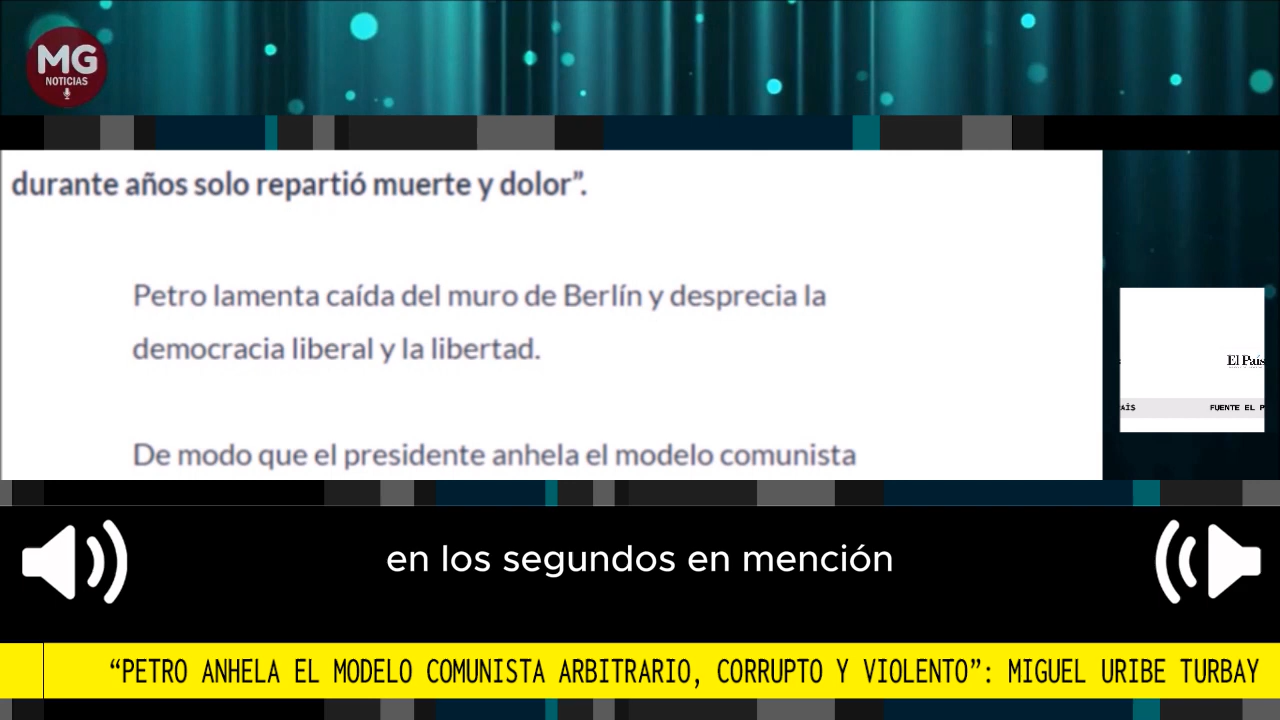 MG
NOTICIAS
durante años solo repartió muerte y dolor”.
Petro lamenta caída del muro de Berlín y desprecia la
democracia liberal y la libertad.
De modo que el presidente anhela el modelo comunista
El País
AÍS
FUENTE EL P
en los segundos en mención
“PETRO ANHELA EL MODELO COMUNISTA ARBITRARIO, CORRUPTO Y VIOLENTO”: MIGUEL URIBE TURBAY